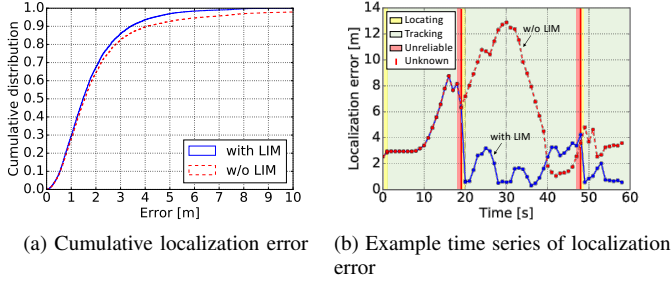 1.0
0.9
0.8
0.7
0.6
0.5
0.4
0.3
0.2
0.1
0.0
Cumulative distribution
with LIM
w/o LIM
0 1 2 3 4 5 6 7 8 9 10
Error [m]
(a) Cumulative localization error
14
12
10
8
6
4
2
0
Localization error [m]
Locating
Tracking
Unreliable
Unknown
w/o LIM
with LIM
0 10 20 30 40 50 60
Time [s]
(b) Example time series of localization
error